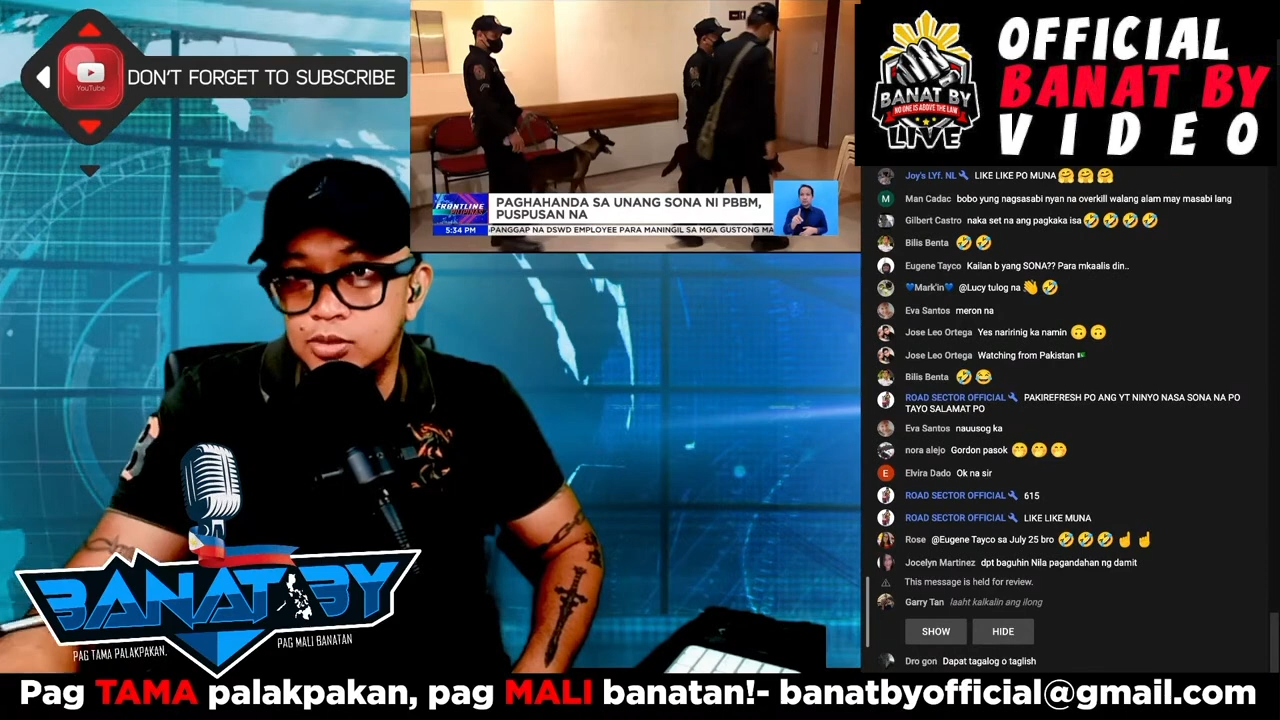 YouTube
DON'T FORGET TO SUBSCRIBE
FRONTLINE
PILIPINAS
5:34 PM
PAGHAHANDA SA UNANG SONA NI PBBM,
PUSPUSAN NA
PANGGAP NA DSWD EMPLOYEE PARA MANINGIL SA MGA GUSTONG MA
BANAT BY
NO ONE IS ABOVE THE LAW
LIVE
OFFICIAL
BANAT BY
VIDEO
Joy's LYf. NL LIKE LIKE PO MUNA🤗🤗🤗
M Man Cadac bobo yung nagsasabi nyan na overkill walang alam may masabi lang
Gilbert Castro naka set na ang pagkaka isa🤣🤣🤣🤣
Bilis Benta 🤣🤣
Eugene Tayco Kailan b yang SONA?? Para mkaalis din..
💙Mark'in💙 @Lucy tulog na👋🤣
Eva Santos meron na
Jose Leo Ortega Yes naririnig ka namin 🙃🙃
Jose Leo Ortega Watching from Pakistan 🇵🇰
Bilis Benta 🤣😂
ROAD SECTOR OFFICIAL PAKIREFRESH PO ANG YT NINYO NASA SONA NA PO
TAYO SALAMAT PO
Eva Santos nauusog ka
nora alejo Gordon pasok 🤭🤭🤭
E Elvira Dado Ok na sir
ROAD SECTOR OFFICIAL 615
ROAD SECTOR OFFICIAL LIKE LIKE MUNA
Rose @Eugene Tayco sa July 25 bro 🤣🤣🤣☝☝
Jocelyn Martinez dpt baguhin Nila pagandahan ng damit
This message is held for review.
Garry Tan laaht kalkalin ang ilong
SHOW HIDE
Dro gon Dapat tagalog o taglish
BANAT BY
PAG TAMA PALAKPAKAN.
PAG MALI BANATAN
Pag TAMA palakpakan, pag MALI banatan!- banatbyofficial@gmail.com